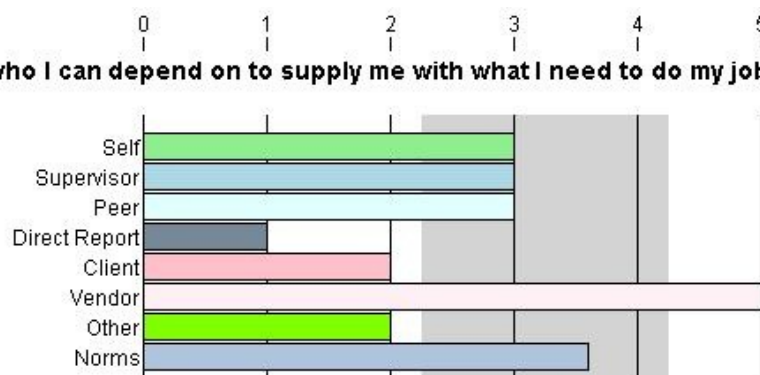 0 1 2 3 4
who I can depend on to supply me with what I need to do my job
Self
Supervisor
Peer
Direct Report
Client
Vendor
Other
Norms